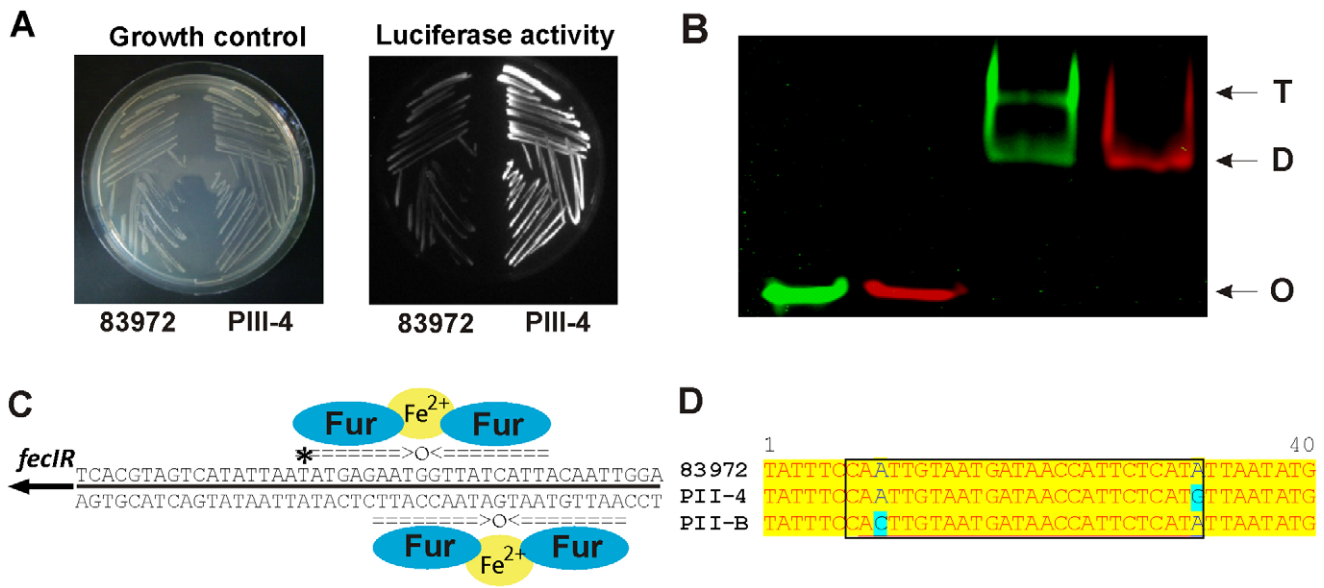 A
Growth control
Luciferase activity
83972
PIII-4
83972
PIII-4
B
T
D
O
C
Fur
Fe2+
Fur
*
=========>O<=========
fecIR
TCACGTAGTCATATTAATATGAGAATGGTTATCATTACAATTGGA
AGTGCATCAGTATAATTATACTCTTACCAATAGTAATGTTAACCT
=========>O<=========
Fur
Fe2+
Fur
D
1 40
83972 TATTTCCAATTGTAATGATAACCATTCTCATATTAATATG
PII-4 TATTTCCAATTGTAATGATAACCATTCTCATGTTAATATG
PII-B TATTTCCACTTGTAATGATAACCATTCTCATATTAATATG